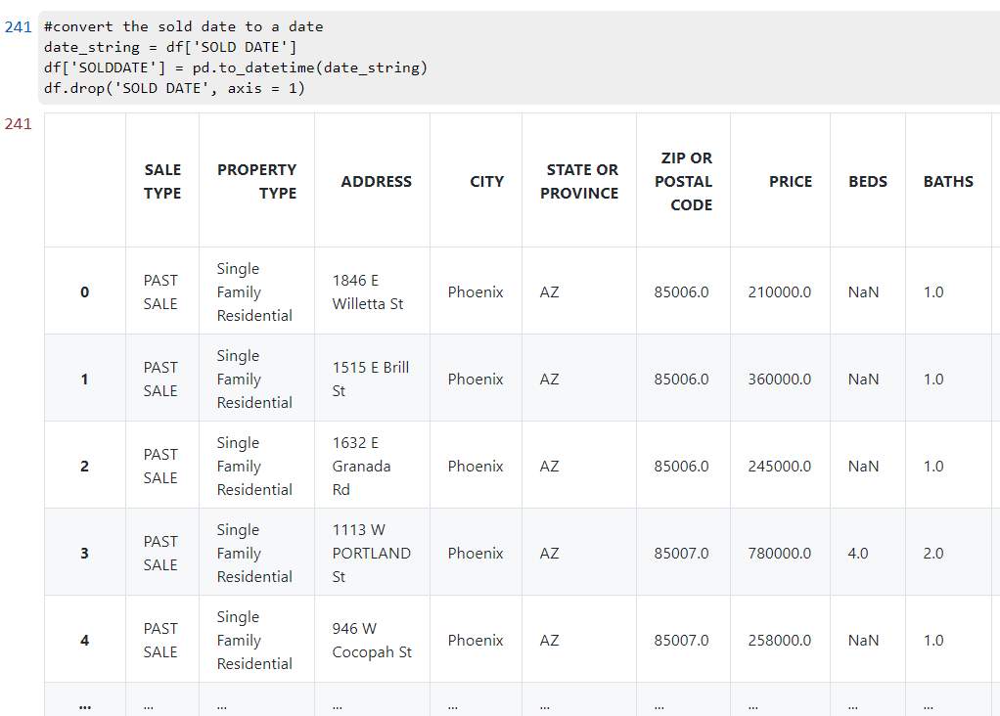 241
#convert the sold date to a date
date_string = df['SOLD DATE']
df['SOLDDATE'] = pd.to_datetime(date_string)
df.drop('SOLD DATE', axis = 1)
241
SALE TYPE PROPERTY TYPE ADDRESS CITY STATE OR PROVINCE ZIP OR POSTAL CODE PRICE BEDS BATHS
0 PAST SALE Single Family Residential 1846 E Willetta St Phoenix AZ 85006.0 210000.0 NaN 1.0
1 PAST SALE Single Family Residential 1515 E Brill St Phoenix AZ 85006.0 360000.0 NaN 1.0
2 PAST SALE Single Family Residential 1632 E Granada Rd Phoenix AZ 85006.0 245000.0 NaN 1.0
3 PAST SALE Single Family Residential 1113 W PORTLAND St Phoenix AZ 85007.0 780000.0 4.0 2.0
4 PAST SALE Single Family Residential 946 W Cocopah St Phoenix AZ 85007.0 258000.0 NaN 1.0
... ... ... ... ... ... ... ... ... ...